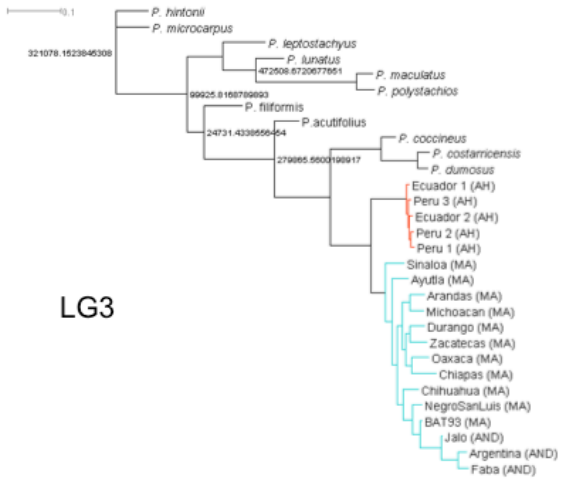 0.1
P. hintonii
P. microcarpus
321078.1523846308
P. leptostachyus
P. lunatus
472508.6720677651
P. maculatus
P. polystachios
99925.8168789893
P. filiformis
P.acutifolius
24731.4338556464
P. coccineus
P. costarricensis
279865.5600198917
P. dumosus
Ecuador 1 (AH)
Peru 3 (AH)
Ecuador 2 (AH)
Peru 2 (AH)
Peru 1 (AH)
Sinaloa (MA)
Ayutla (MA)
Arandas (MA)
LG3
Michoacan (MA)
Durango (MA)
Zacatecas (MA)
Oaxaca (MA)
Chiapas (MA)
Chihuahua (MA)
NegroSanLuis (MA)
BAT93 (MA)
Jalo (AND)
Argentina (AND)
Faba (AND)